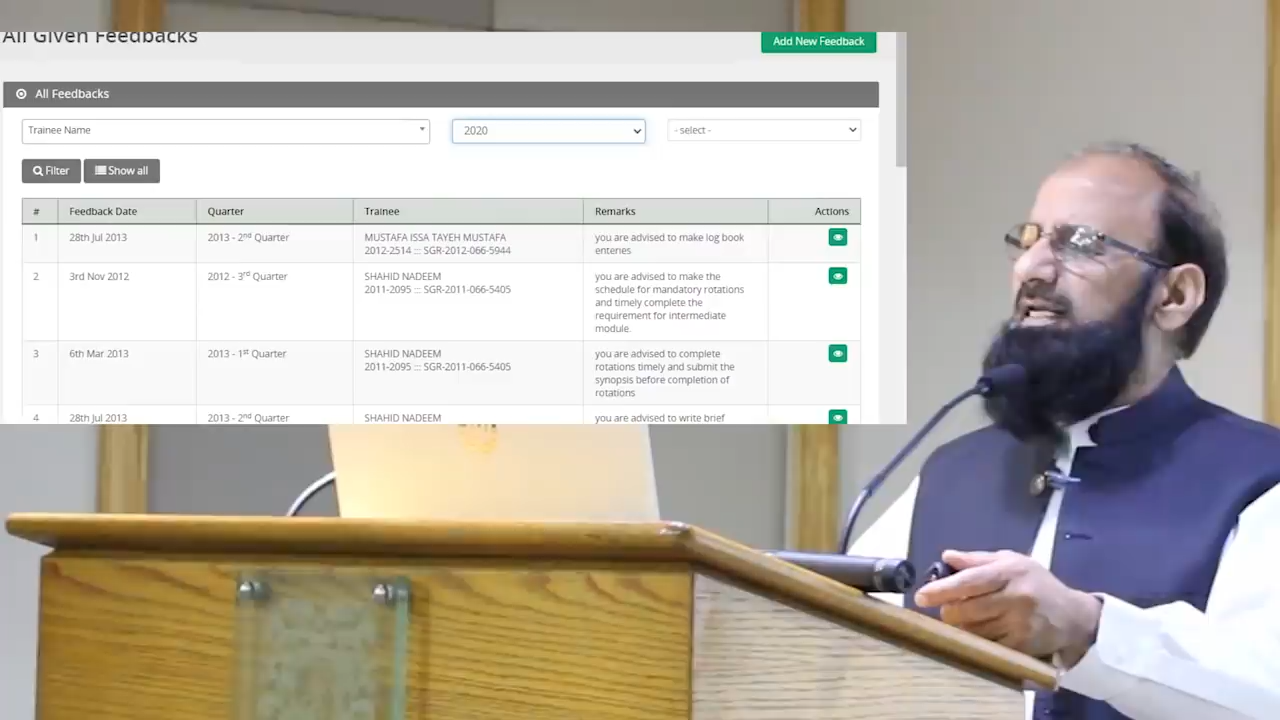 All Given Feedbacks
Add New Feedback
All Feedbacks
Trainee Name
2020
- select -
Filter
Show all
# Feedback Date Quarter Trainee Remarks Actions
1 28th Jul 2013 2013 - 2nd Quarter MUSTAFA ISSA TAYEH MUSTAFA you are advised to make log book
2012-2514 ::: SGR-2012-066-5944 enteries
2 3rd Nov 2012 2012 - 3rd Quarter SHAHID NADEEM you are advised to make the
2011-2095 ::: SGR-2011-066-5405 schedule for mandatory rotations
and timely complete the
requirement for intermediate
module.
3 6th Mar 2013 2013 - 1st Quarter SHAHID NADEEM you are advised to complete
2011-2095 ::: SGR-2011-066-5405 rotations timely and submit the
synopsis before completion of
rotations
4 28th Jul 2013 2013 - 2nd Quarter SHAHID NADEEM you are advised to write brief